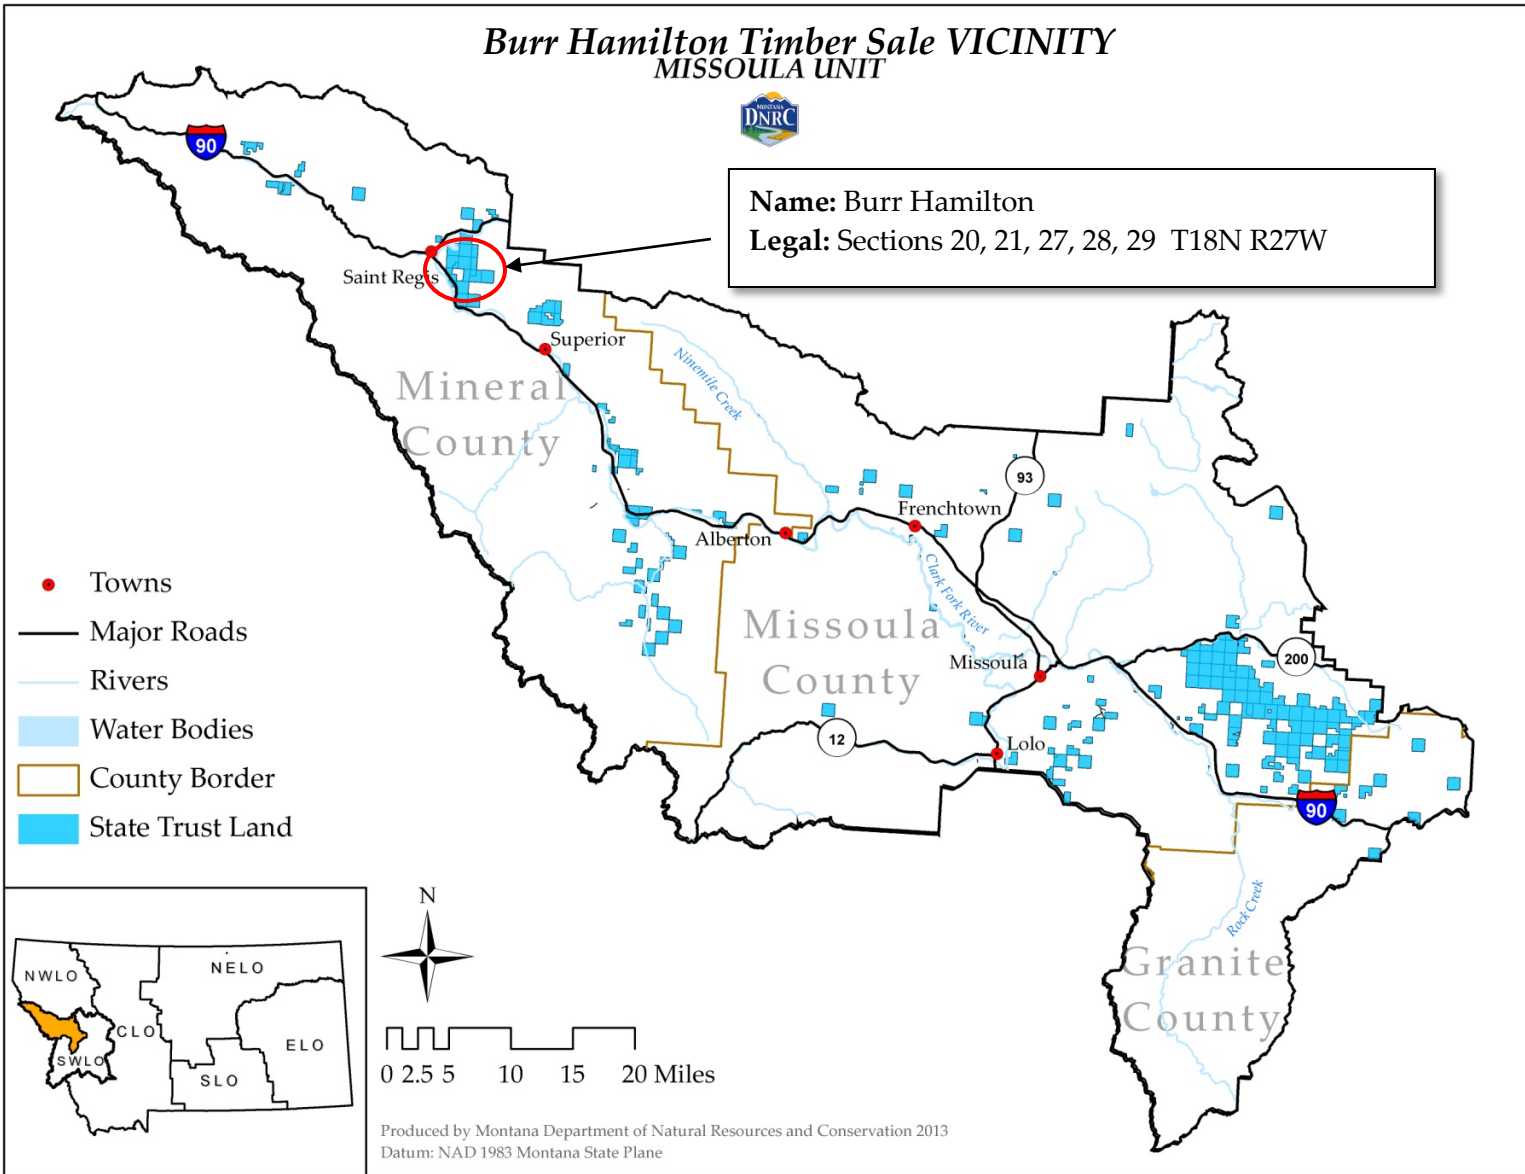 Burr Hamilton Timber Sale VICINITY
MISSOULA UNIT
MONTANA
DNRC
Name: Burr Hamilton
Legal: Sections 20, 21, 27, 28, 29 T18N R27W
90
Saint Regis
Superior
Mineral
County
Ninemile Creek
93
Frenchtown
Alberton
Clark Fork River
Missoula
County
Missoula
200
12
Lolo
90
Rock Creek
Granite
County
Towns
Major Roads
Rivers
Water Bodies
County Border
State Trust Land
NWLO
NELO
CLO
ELO
SWLO
SLO
N
0 2.5 5 10 15 20 Miles
Produced by Montana Department of Natural Resources and Conservation 2013
Datum: NAD 1983 Montana State Plane